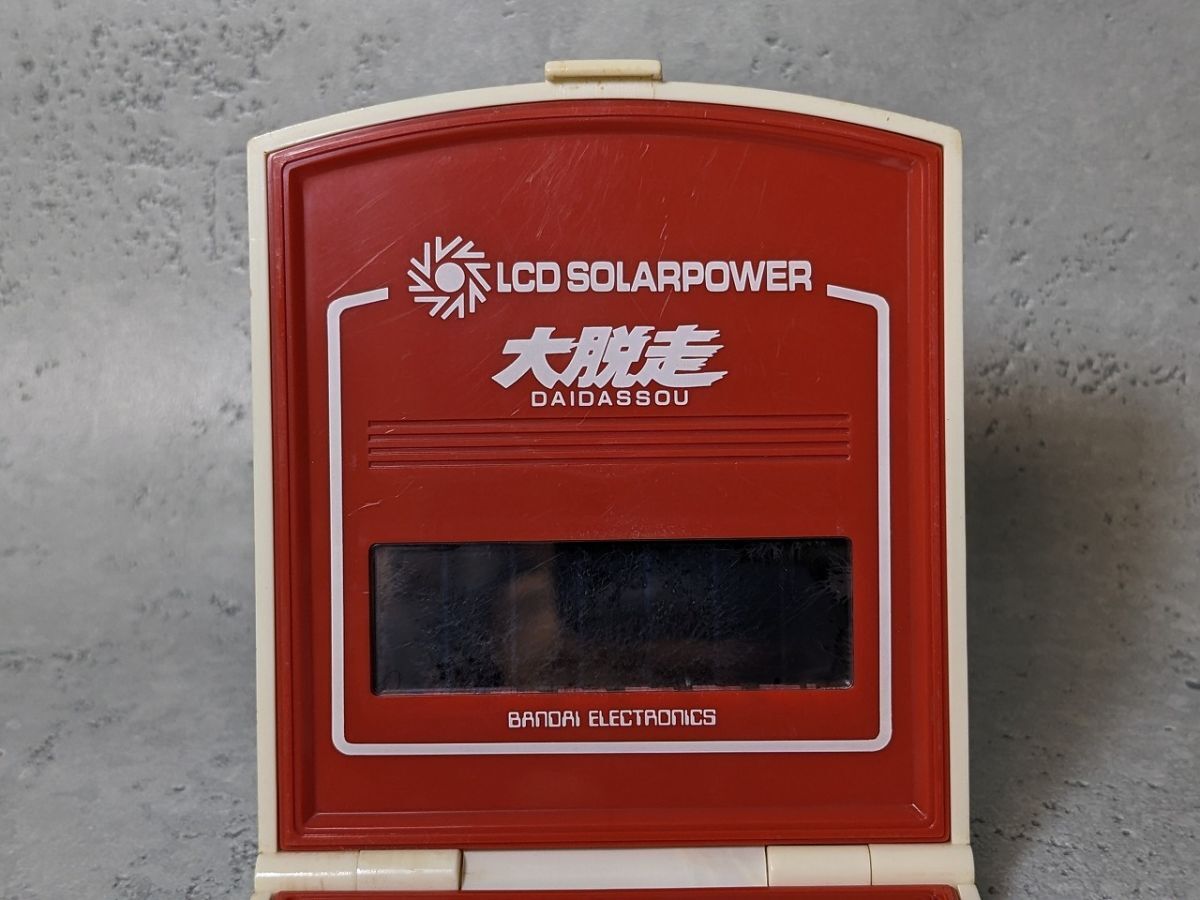 LCD SOLARPOWER
大脱走
DAIDASSOU
BANDAI ELECTRONICS